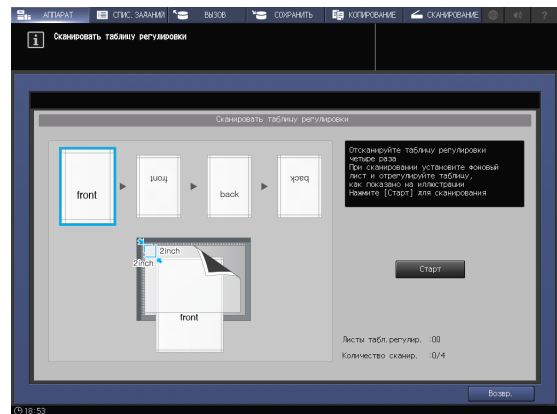 АППАРАТ
СПИС. ЗАДАНИЙ
ВЫЗОВ
СОХРАНИТЬ
КОПИРОВАНИЕ
СКАНИРОВАНИЕ
?
i
Сканировать таблицу регулировки
Сканировать таблицу регулировки
front
front
back
back
2inch
2inch
front
Отсканируйте таблицу регулировки
четыре раза
При сканировании установите фоновый
лист и отрегулируйте таблицу,
как показано на иллюстрации
Нажмите [Старт] для сканирования
Старт
Листы табл.регулир. :00
Количество сканир. :0/4
Возвр.
18:53